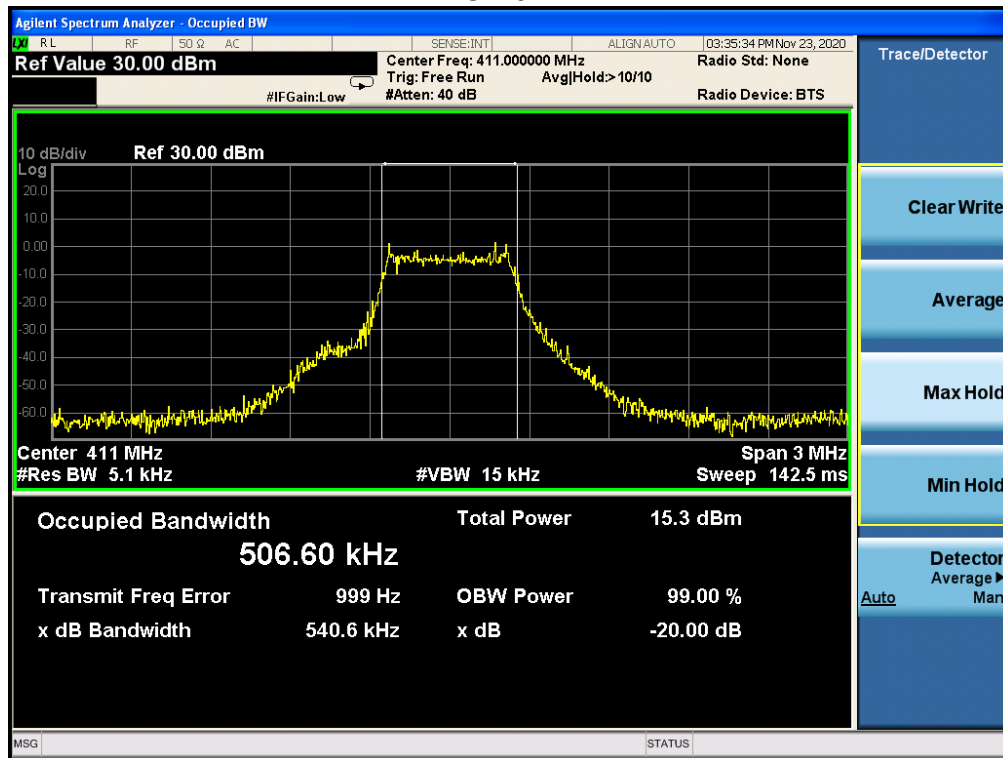 Agilent Spectrum Analyzer - Occupied BW
LXI RL RF 50 Ω AC SENSE:INT ALIGN AUTO 03:35:34 PM Nov 23, 2020
Ref Value 30.00 dBm
Center Freq: 411.000000 MHz
Radio Std: None
Trig: Free Run Avg|Hold:>10/10
#IFGain:Low #Atten: 40 dB
Radio Device: BTS
Trace/Detector
10 dB/div Ref 30.00 dBm
Log
20.0
10.0
0.00
-10.0
-20.0
-30.0
-40.0
-50.0
-60.0
Center 411 MHz Span 3 MHz
#Res BW 5.1 kHz #VBW 15 kHz Sweep 142.5 ms
Occupied Bandwidth Total Power 15.3 dBm
506.60 kHz
Transmit Freq Error 999 Hz OBW Power 99.00 %
x dB Bandwidth 540.6 kHz x dB -20.00 dB
Clear Write
Average
Max Hold
Min Hold
Detector
Average▶
Auto Man
MSG STATUS